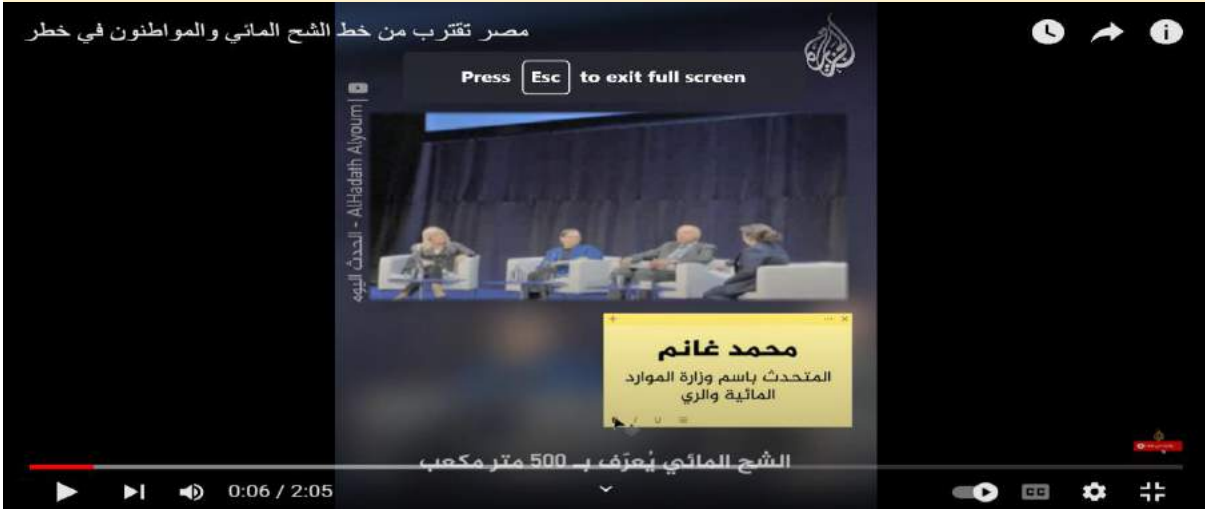 مصر تقترب من خط الشح المائي والمواطنون في خطر
Press Esc to exit full screen
الحدث اليوم - AlHadath Alyoum |
محمد غانم
المتحدث باسم وزارة الموارد
المائية والري
الشح المائي يُعرَف بـ 500 متر مكعب
0:06 / 2:05
CC